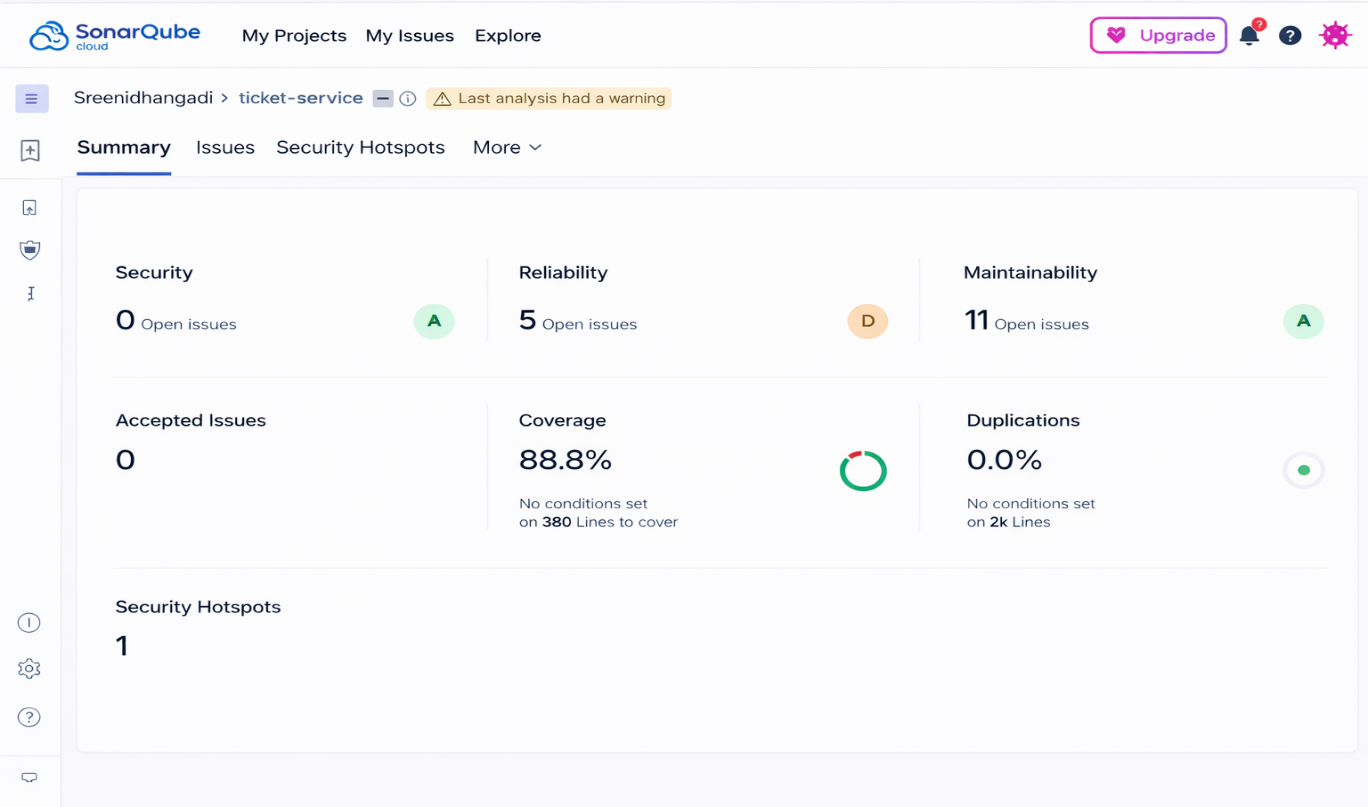 SonarQube
cloud
My Projects My Issues Explore
Upgrade
?
?
Sreenidhangadi > ticket-service
Last analysis had a warning
Summary Issues Security Hotspots More
Security
0 Open issues
A
Reliability
5 Open issues
D
Maintainability
11 Open issues
A
Accepted Issues
0
Coverage
88.8%
No conditions set
on 380 Lines to cover
Duplications
0.0%
No conditions set
on 2k Lines
Security Hotspots
1
?